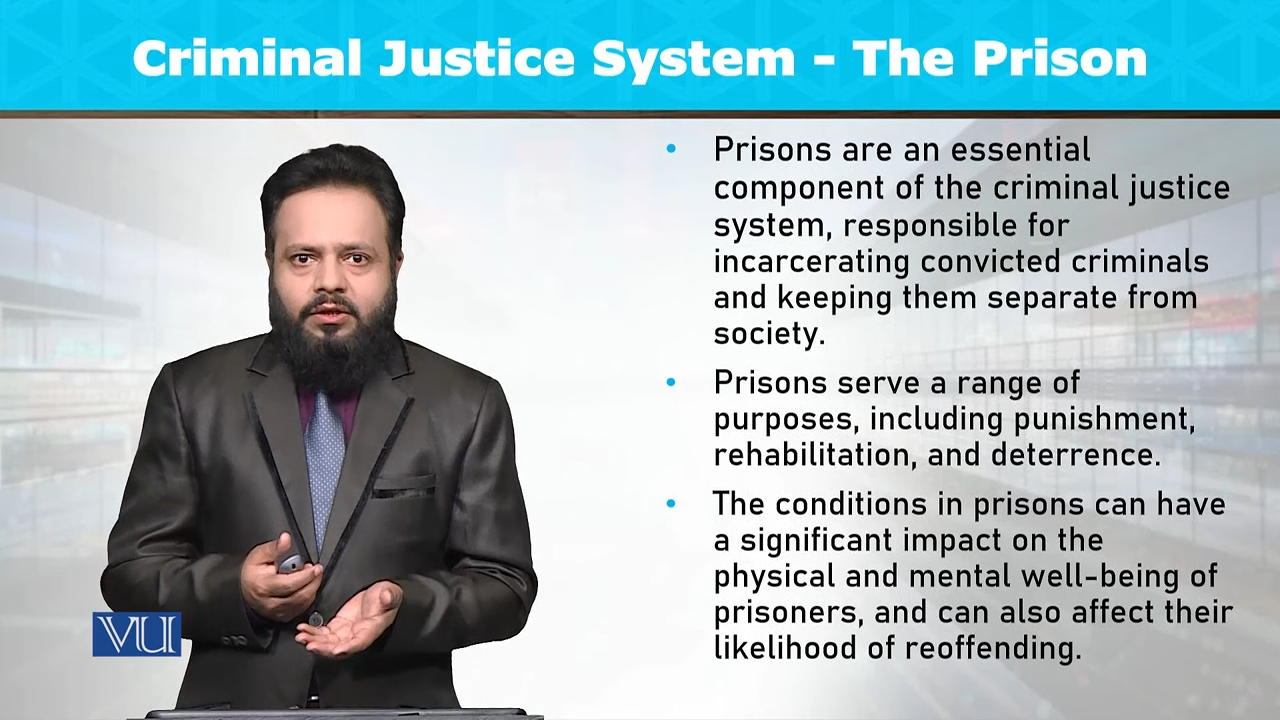 Criminal Justice System - The Prison
• Prisons are an essential
component of the criminal justice
system, responsible for
incarcerating convicted criminals
and keeping them separate from
society.
• Prisons serve a range of
purposes, including punishment,
rehabilitation, and deterrence.
• The conditions in prisons can have
a significant impact on the
physical and mental well-being of
prisoners, and can also affect their
likelihood of reoffending.
VU